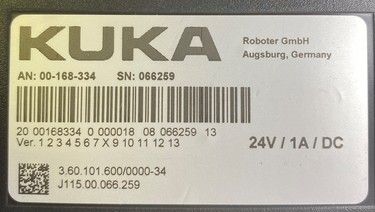 KUKA
Roboter GmbH
Augsburg, Germany
AN: 00-168-334 SN: 066259
20 00168334 0 000018 08 066259 13
Ver. 1 2 3 4 5 6 7 X 9 10 11 12 13
24V / 1A / DC
3.60.101.600/0000-34
J115.00.066.259